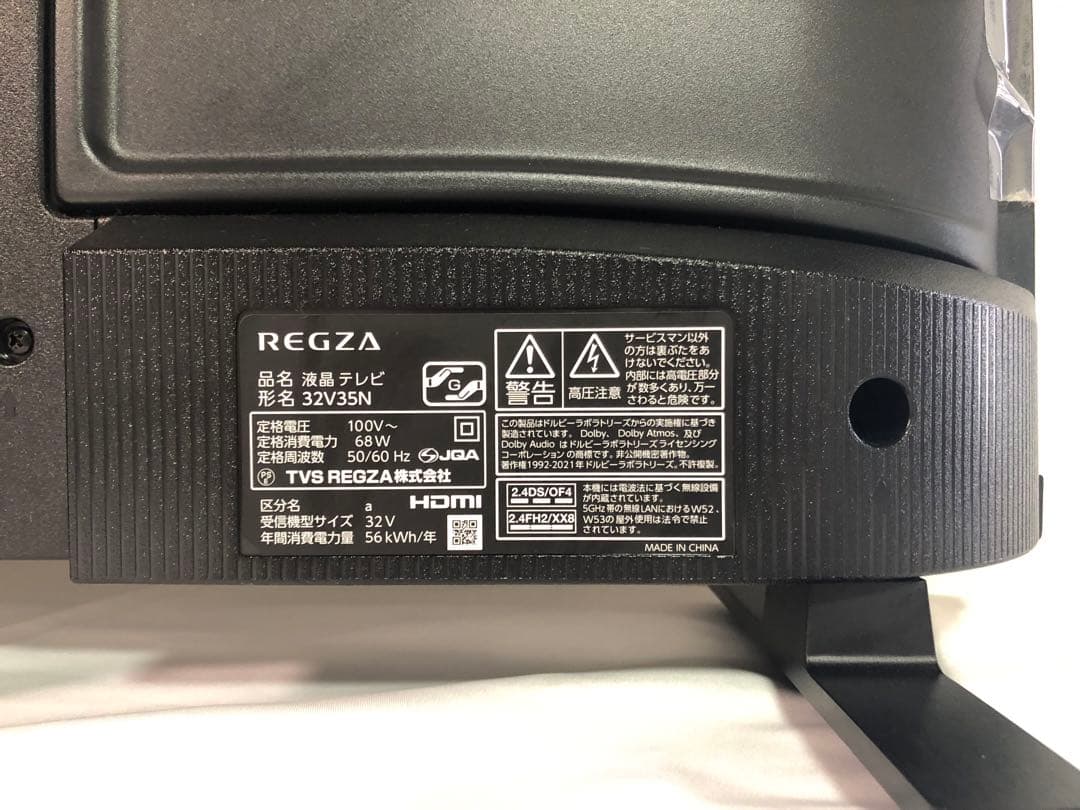 REGZA
品名 液晶 テレビ
形名 32V35N
G
定格電圧 100V～
定格消費電力 68W
定格周波数 50/60 Hz JQA
PS E TVS REGZA株式会社
区分名 a HDMI
受信機型サイズ 32V
年間消費電力量 56kWh/年
警告
高圧注意
サービスマン以外
の方は裏ぶたをあ
けないでください。
内部には高電圧部分
が数多くあり、万一
さわると危険です。
この製品はドルビーラボラトリーズからの実施権に基づき
製造されています。Dolby、Dolby Atmos、及び
Dolby Audio はドルビーラボラトリーズライセンシング
コーポレーションの商標です。非公開機密著作物。
著作権1992-2021年ドルビーラボラトリーズ。不許複製。
2.4DS/OF4
2.4FH2/XX8
本機には電波法に基づく無線設備
が内蔵されています。
5GHz帯の無線LANにおけるW52、
W53の屋外使用は法令で禁止
されています。
MADE IN CHINA